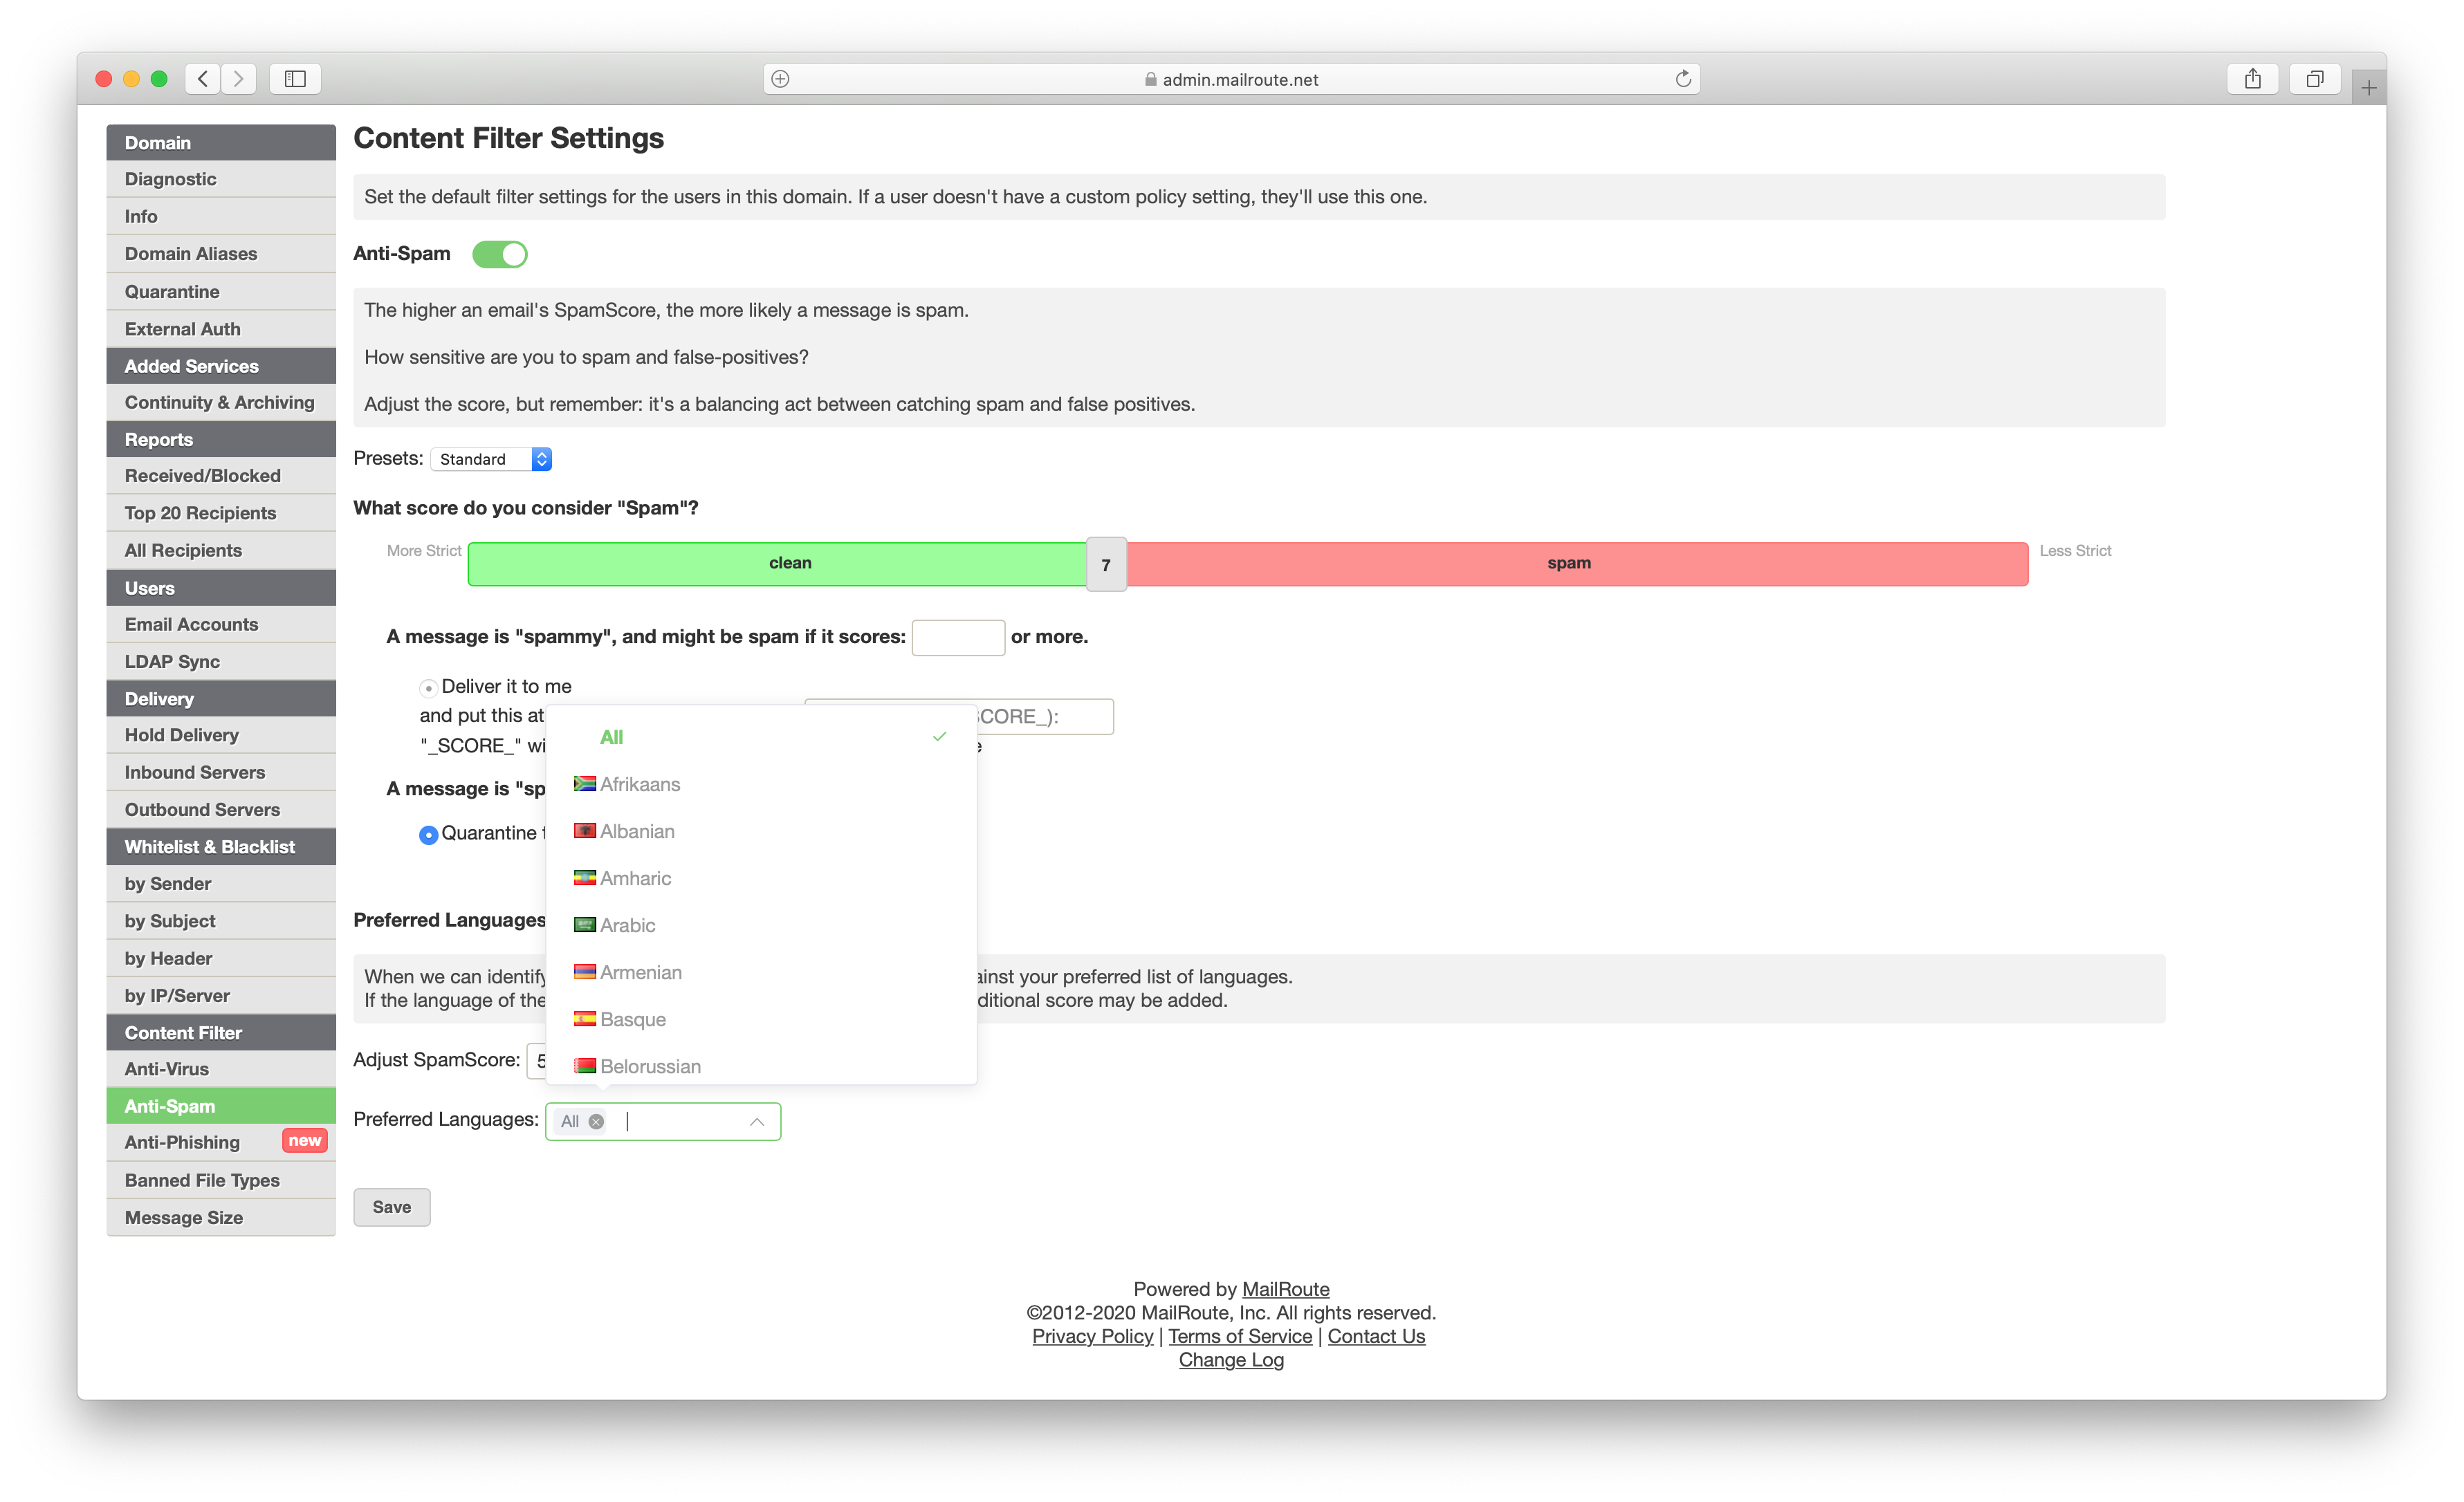 admin.mailroute.net
Domain
Diagnostic
Info
Domain Aliases
Quarantine
External Auth
Added Services
Continuity & Archiving
Reports
Received/Blocked
Top 20 Recipients
All Recipients
Users
Email Accounts
LDAP Sync
Delivery
Hold Delivery
Inbound Servers
Outbound Servers
Whitelist & Blacklist
by Sender
by Subject
by Header
by IP/Server
Content Filter
Anti-Virus
Anti-Spam
Anti-Phishing new
Banned File Types
Message Size
Content Filter Settings
Set the default filter settings for the users in this domain. If a user doesn't have a custom policy setting, they'll use this one.
Anti-Spam
The higher an email's SpamScore, the more likely a message is spam.
How sensitive are you to spam and false-positives?
Adjust the score, but remember: it's a balancing act between catching spam and false positives.
Presets: Standard
What score do you consider "Spam"?
More Strict clean 7 spam Less Strict
A message is "spammy", and might be spam if it scores: or more.
Deliver it to me
and put this at CORE_):
"_SCORE_" wi
A message is "sp
Quarantine
All
Afrikaans
Albanian
Amharic
Arabic
Armenian
Basque
Belorussian
Preferred Languages
When we can identify ainst your preferred list of languages.
If the language of the ditional score may be added.
Adjust SpamScore: 5
Preferred Languages: All
Save
Powered by MailRoute
©2012-2020 MailRoute, Inc. All rights reserved.
Privacy Policy | Terms of Service | Contact Us
Change Log